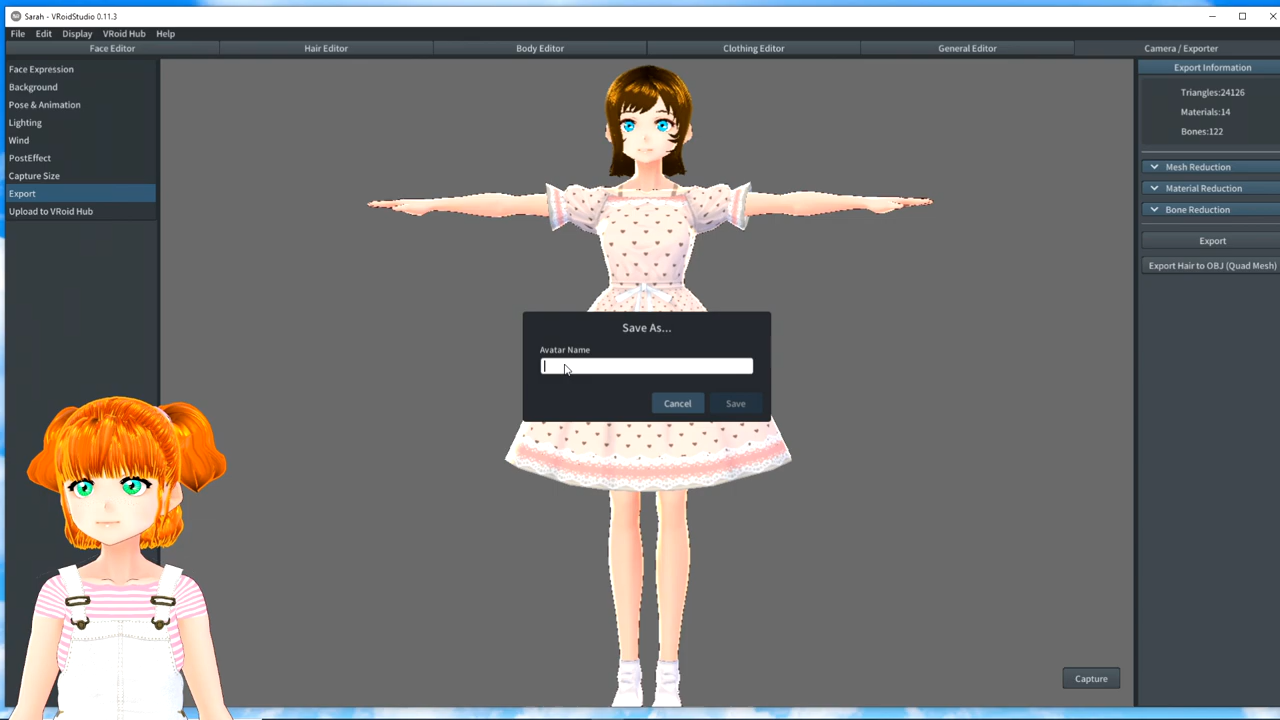 Sarah - VRoidStudio 0.11.3
File Edit Display VRoid Hub Help
Face Editor Hair Editor Body Editor Clothing Editor General Editor Camera / Exporter
Face Expression
Background
Pose & Animation
Lighting
Wind
PostEffect
Capture Size
Export
Upload to VRoid Hub
Export Information
Triangles:24126
Materials:14
Bones:122
Mesh Reduction
Material Reduction
Bone Reduction
Export
Export Hair to OBJ (Quad Mesh)
Save As...
Avatar Name
Cancel Save
Capture